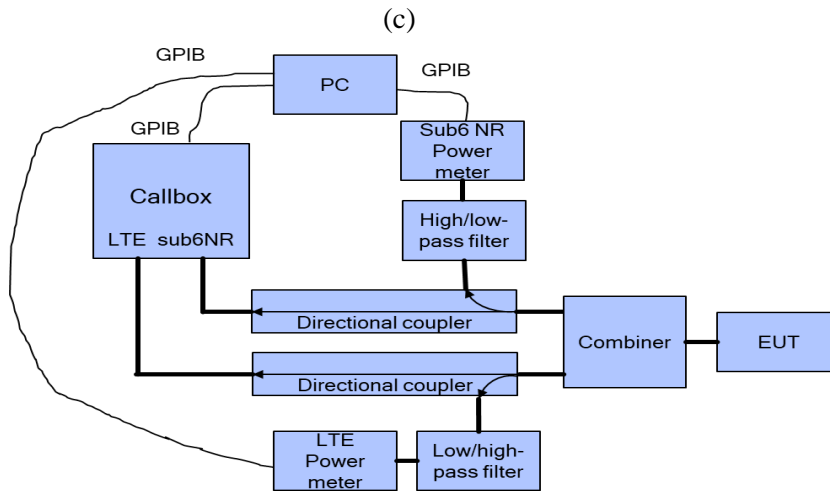 (c)
GPIB
PC
GPIB
GPIB
Sub6 NR
Power
meter
Callbox
LTE sub6NR
High/low-
pass filter
Directional coupler
Combiner
EUT
Directional coupler
LTE
Power
meter
Low/high-
pass filter